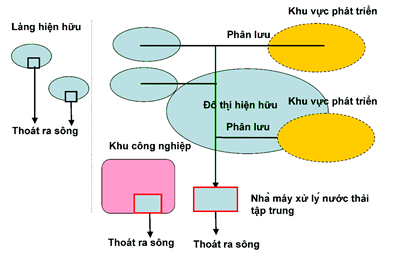 Khu vực phát triển
Làng hiện hữu
Phân lưu
Thoát ra sông
Đô thị hiện hữu
Khu vực phát triển
Phân lưu
Khu công nghiệp
Nhà máy xử lý nước thải
tập trung
Thoát ra sông
Thoát ra sông